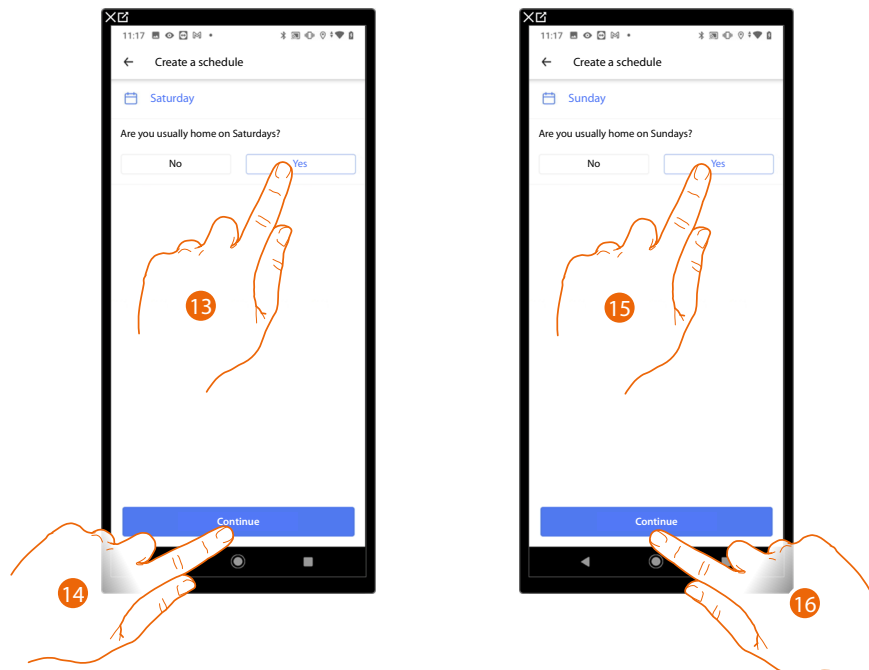 11:17
Create a schedule
Saturday
Are you usually home on Saturdays?
No
Yes
13
Continue
14
11:17
Create a schedule
Sunday
Are you usually home on Sundays?
No
Yes
15
Continue
16